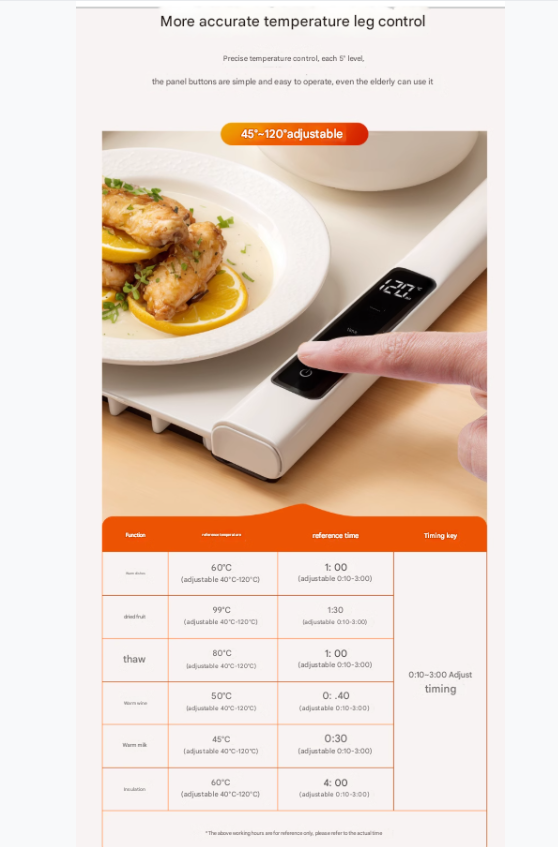 More accurate temperature leg control
Precise temperature control, each 5° level,
the panel buttons are simple and easy to operate, even the elderly can use it
45°~120°adjustable
120
Function reference temperature reference time Timing key
60°C 1: 00
(adjustable 40°C-120°C) (adjustable 0:10-3:00)
dried fruit 99°C 1:30
(adjustable 40°C-120°C) (adjustable 0:10-3:00)
thaw 80°C 1: 00
(adjustable 40°C-120°C) (adjustable 0:10-3:00)
0:10-3:00 Adjust
timing
Warm wine 50°C 0: .40
(adjustable 40°C-120°C) (adjustable 0:10-3:00)
Warm milk 45°C 0:30
(adjustable 40°C-120°C) (adjustable 0:10-3:00)
Insulation 60°C 4: 00
(adjustable 40°C-120°C) (adjustable 0:10-3:00)
*The above working hours are for reference only, please refer to the actual time